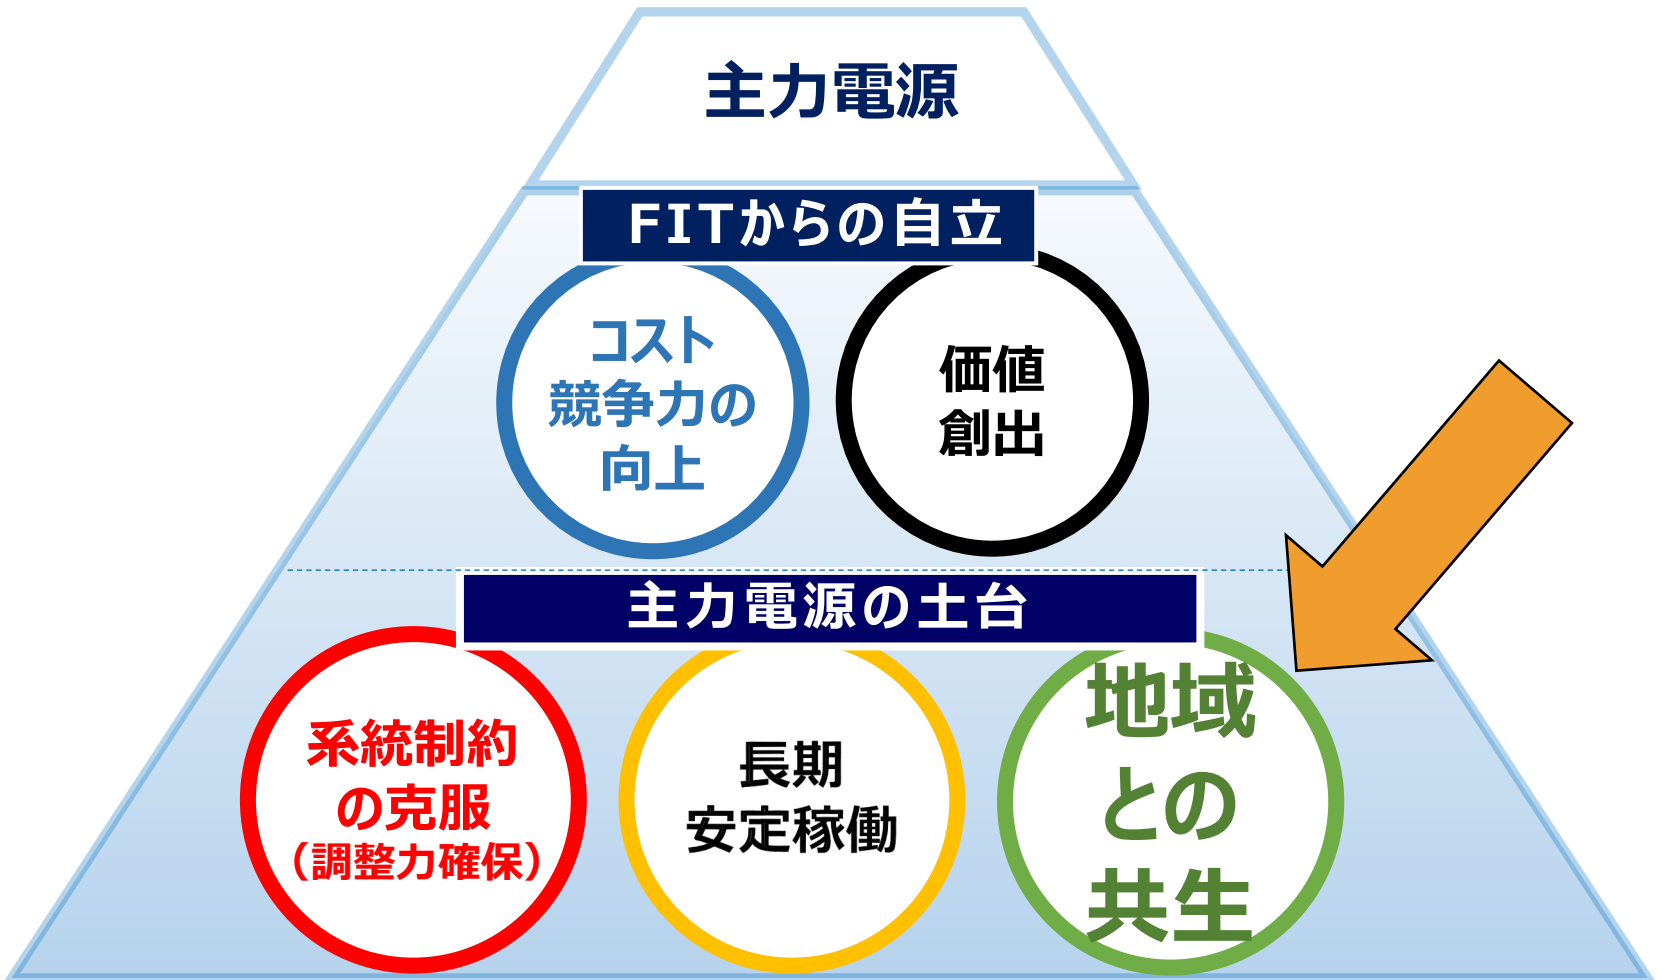 主力電源
FITからの自立
コスト
競争力の
向上
価値
創出
主力電源の土台
系統制約
の克服
（調整力確保）
長期
安定稼働
地域
との
共生